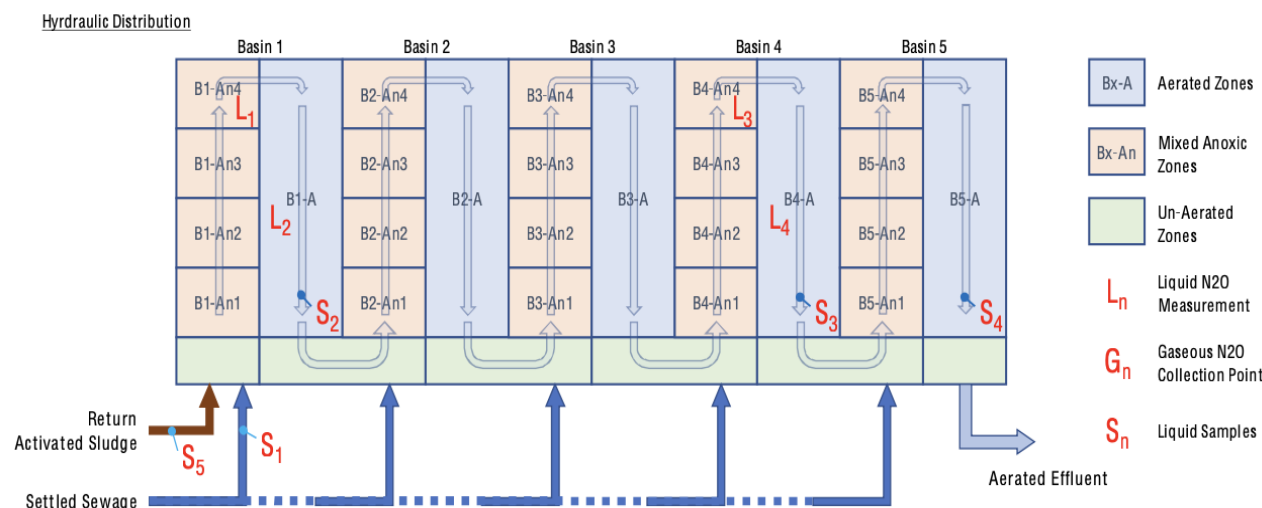 Hyrdraulic Distribution
Basin 1
Basin 2
Basin 3
Basin 4
Basin 5
B1-An4
B2-An4
B3-An4
B4-An4
B5-An4
L1
L3
B1-An3
B2-An3
B3-An3
B4-An3
B5-An3
B1-A
B2-A
B3-A
B4-A
B5-A
L2
L4
B1-An2
B2-An2
B3-An2
B4-An2
B5-An2
B1-An1
B2-An1
B3-An1
B4-An1
B5-An1
S2
S3
S4
Return
Activated Sludge
S5
S1
Settled Sewage
Aerated Effluent
Bx-A
Aerated Zones
Bx-An
Mixed Anoxic
Zones
Un-Aerated
Zones
Ln
Liquid N2O
Measurement
Gn
Gaseous N2O
Collection Point
Sn
Liquid Samples